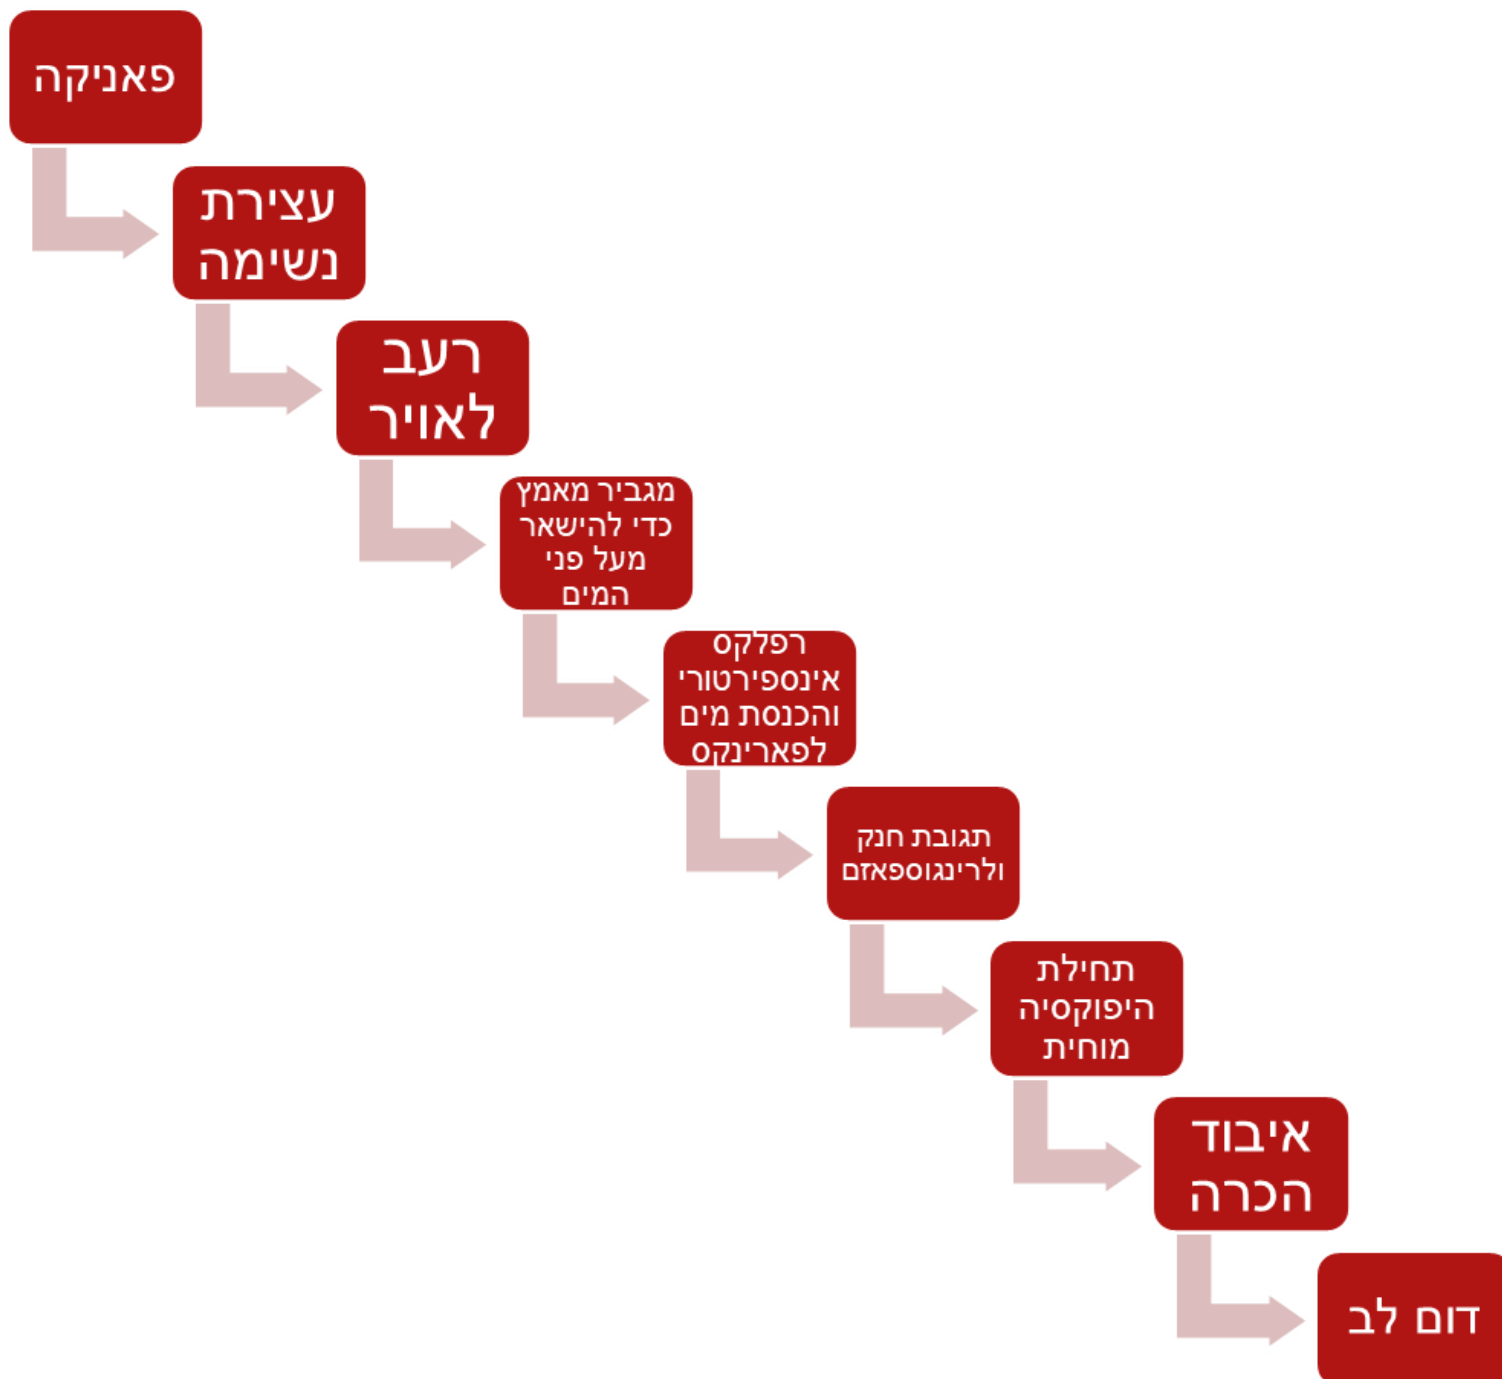 פאניקה
עצירת
נשימה
רעב
לאויר
מגביר מאמץ
כדי להישאר
מעל פני
המים
רפלקס
אינספירטורי
והכנסת מים
לפארינקס
תגובת חנק
ולרינגוספאזם
תחילת
היפוקסיה
מוחית
איבוד
הכרה
דום לב